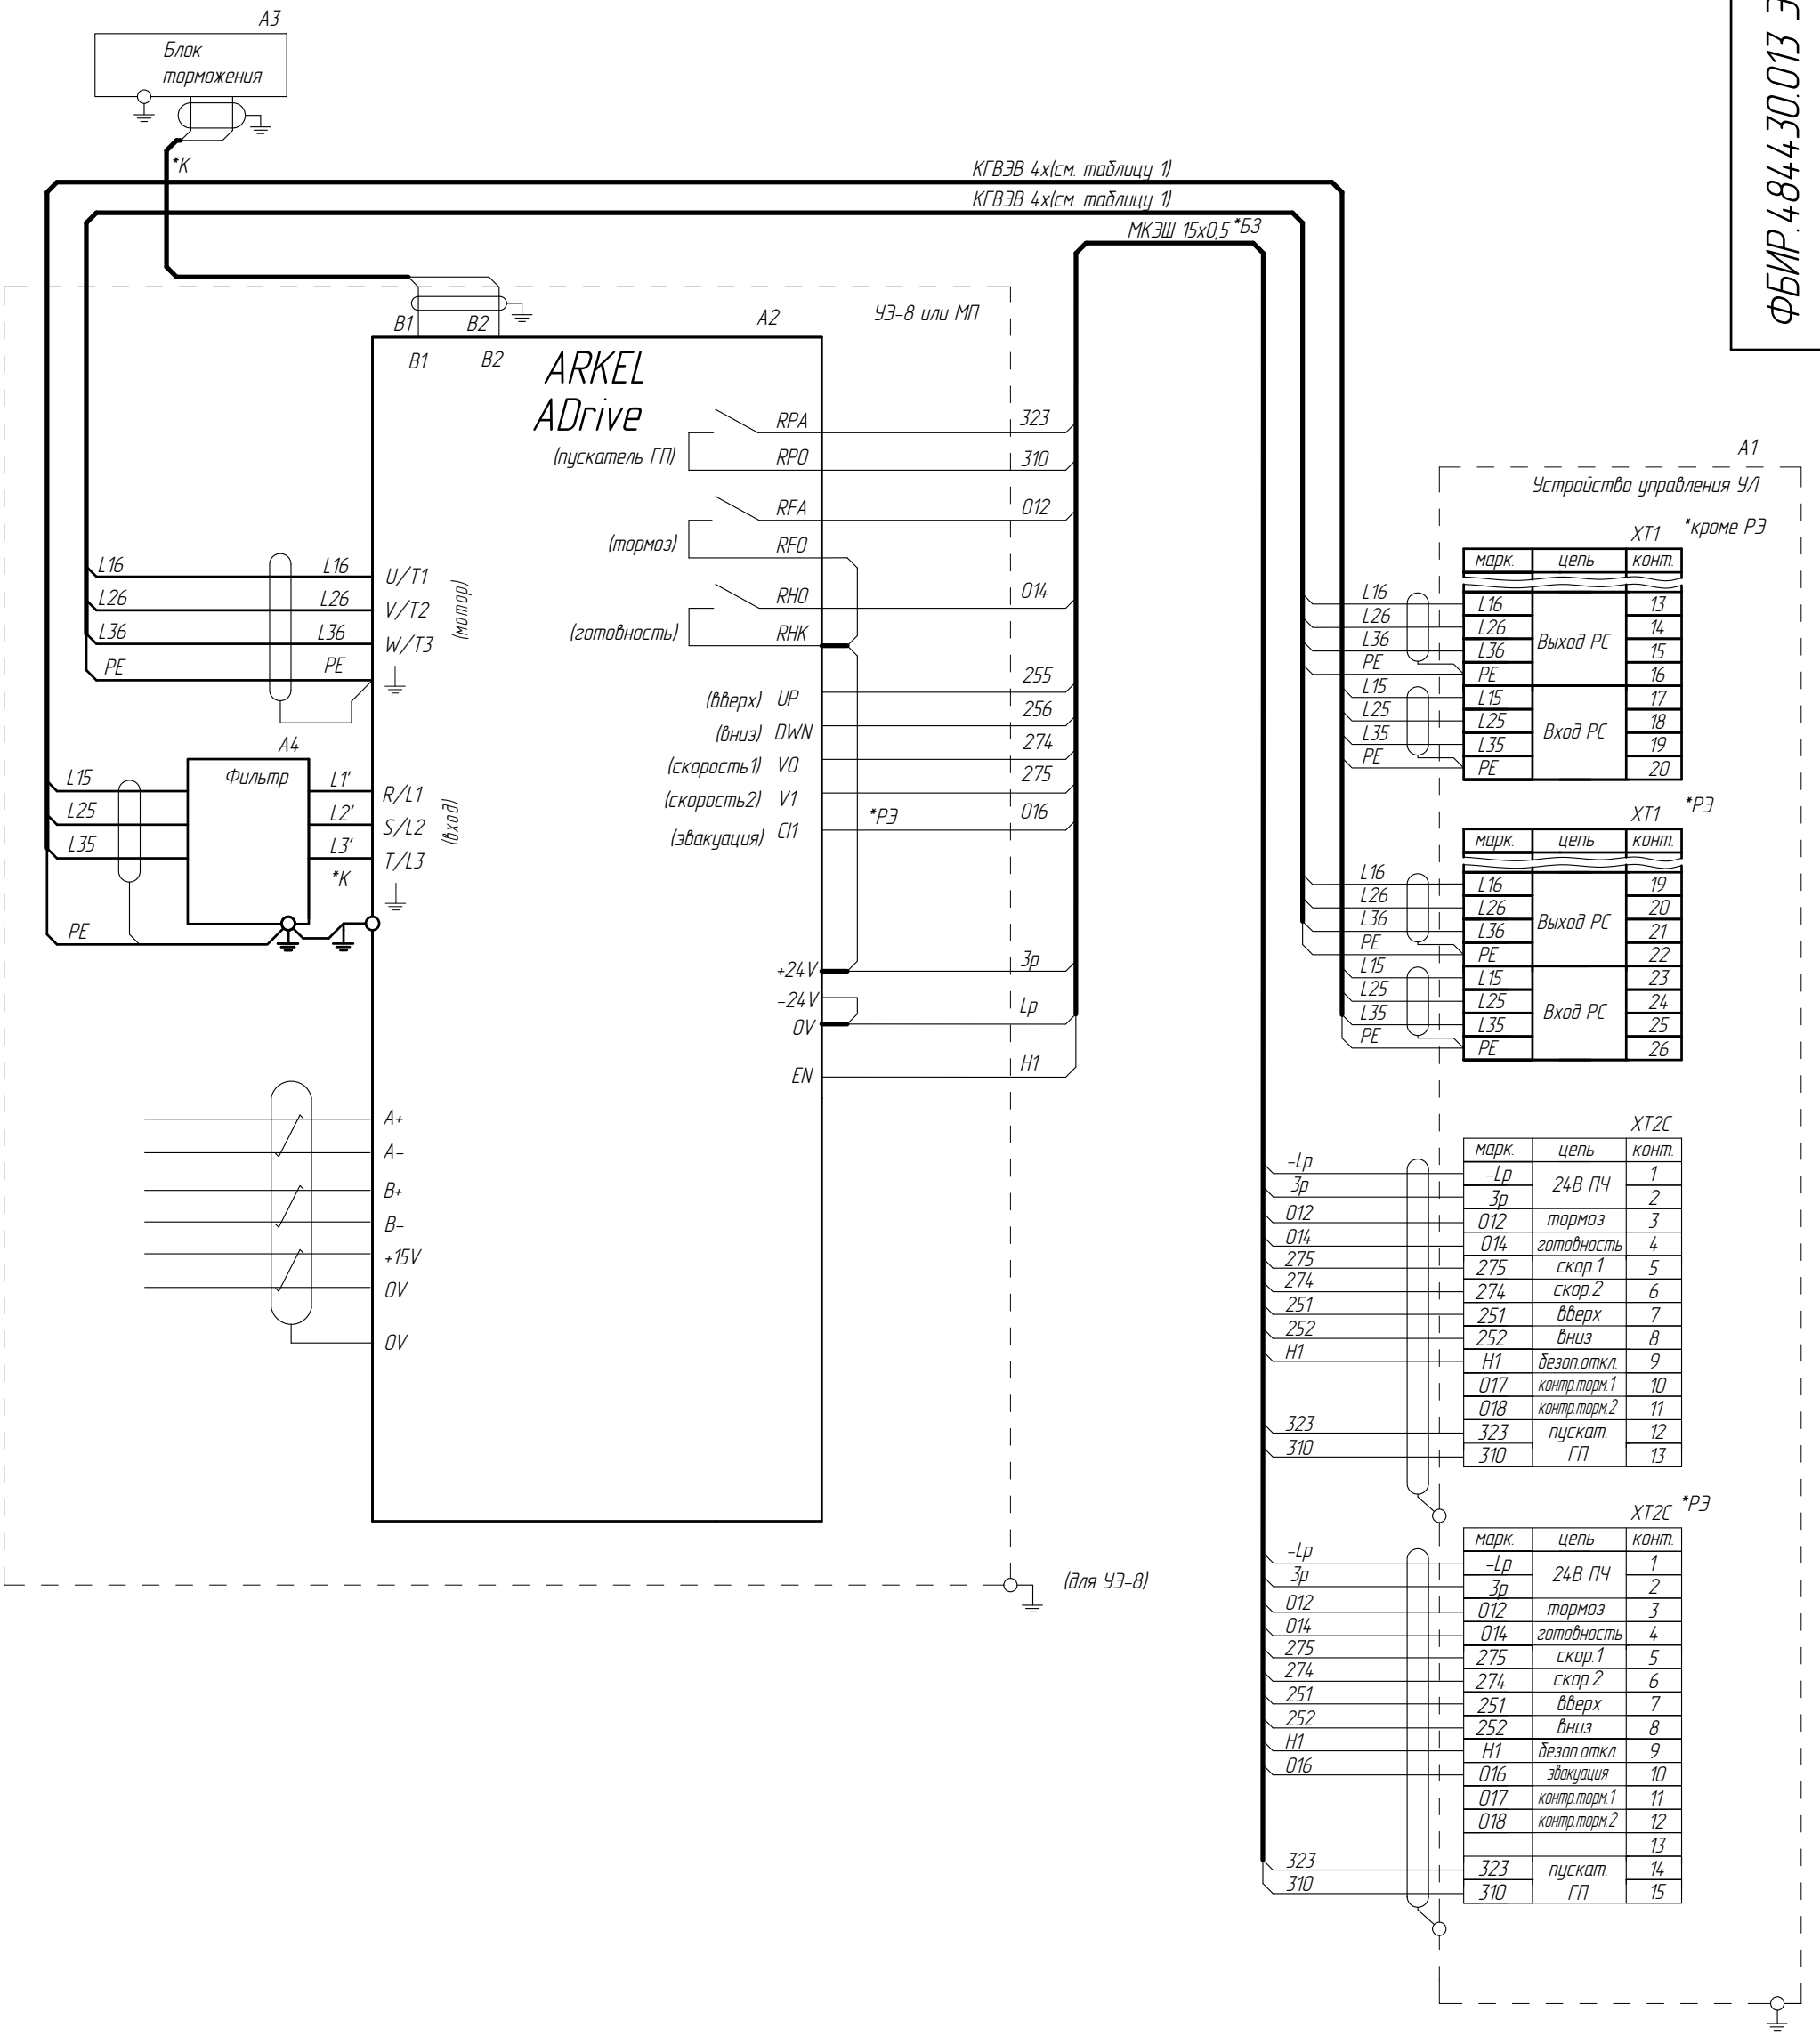 ФБИР.484430.013 Э
А3
Блок
торможения
*К
КГВЭВ 4х(см. таблицу 1)
КГВЭВ 4х(см. таблицу 1)
МКЭШ 15х0,5 *БЗ
УЭ-8 или МП
А2
B1 B2
B1 B2
ARKEL
ADrive
RPA 323
(пускатель ГП) RPO 310
RFA 012
(тормоз) RFO
RHO 014
(готовность) RHK
(вверх) UP 255
(вниз) DWN 256
(скорость1) V0 274
(скорость2) V1 275
(эвакуация) CI1 *РЭ 016
+24V 3р
-24V
0V Lp
EN H1
L16 L16 U/T1
L26 L26 V/T2
L36 L36 W/T3
PE PE
(мотор)
А4
Фильтр
L15 L1' R/L1
L25 L2' S/L2
L35 L3' T/L3
*К
(вход)
PE
A+
A-
B+
B-
+15V
0V
0V
(для УЭ-8)
А1
Устройство управления УЛ
ХТ1 *кроме РЭ
марк. цепь конт.
L16 L16 13
L26 L26 14
L36 L36 Выход РС 15
PE PE 16
L15 L15 17
L25 L25 18
L35 L35 Вход РС 19
PE PE 20
ХТ1 *РЭ
марк. цепь конт.
L16 L16 19
L26 L26 20
L36 L36 Выход РС 21
PE PE 22
L15 L15 23
L25 L25 24
L35 L35 Вход РС 25
PE PE 26
ХТ2С
марк. цепь конт.
-Lp -Lp 24В ПЧ 1
3р 3р 2
012 012 тормоз 3
014 014 готовность 4
275 275 скор.1 5
274 274 скор.2 6
251 251 вверх 7
252 252 вниз 8
H1 H1 безоп.откл. 9
017 контр.торм.1 10
018 контр.торм.2 11
323 323 пускат. 12
310 310 ГП 13
ХТ2С *РЭ
марк. цепь конт.
-Lp -Lp 24В ПЧ 1
3р 3р 2
012 012 тормоз 3
014 014 готовность 4
275 275 скор.1 5
274 274 скор.2 6
251 251 вверх 7
252 252 вниз 8
H1 H1 безоп.откл. 9
016 016 эвакуация 10
017 контр.торм.1 11
018 контр.торм.2 12
13
323 323 пускат. 14
310 310 ГП 15